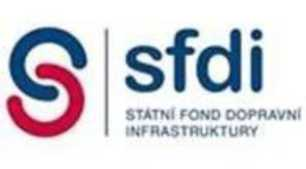 sfdi
STÁTNÍ FOND DOPRAVNÍ
INFRASTRUKTURY